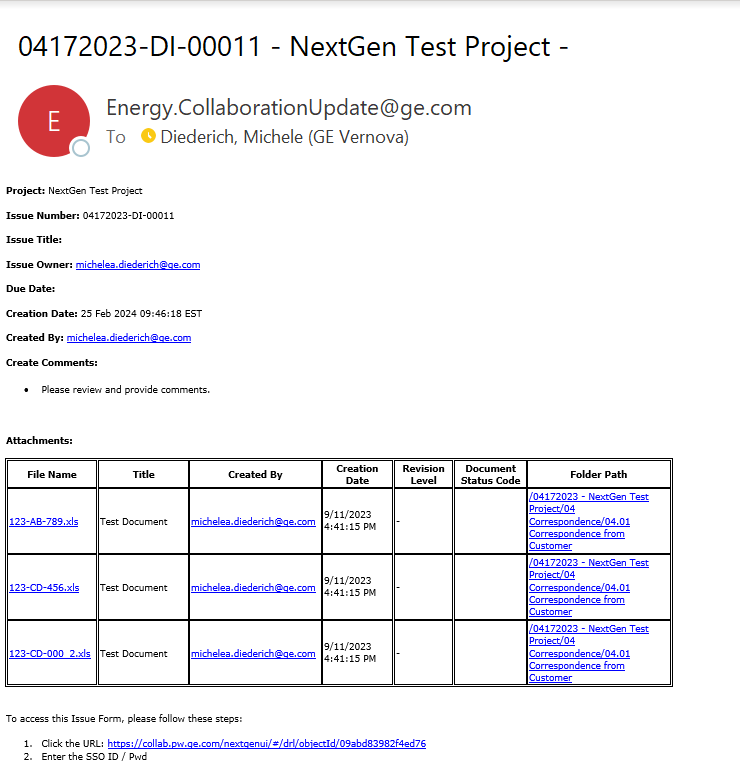 04172023-DI-00011 - NextGen Test Project -
E
Energy.CollaborationUpdate@ge.com
To Diederich, Michele (GE Vernova)
Project: NextGen Test Project
Issue Number: 04172023-DI-00011
Issue Title:
Issue Owner: michelea.diederich@ge.com
Due Date:
Creation Date: 25 Feb 2024 09:46:18 EST
Created By: michelea.diederich@ge.com
Create Comments:
• Please review and provide comments.
Attachments:
File Name Title Created By Creation Date Revision Level Document Status Code Folder Path
123-AB-789.xls Test Document michelea.diederich@ge.com 9/11/2023 4:41:15 PM - /04172023 - NextGen Test Project/04 Correspondence/04.01 Correspondence from Customer
123-CD-456.xls Test Document michelea.diederich@ge.com 9/11/2023 4:41:15 PM - /04172023 - NextGen Test Project/04 Correspondence/04.01 Correspondence from Customer
123-CD-000_2.xls Test Document michelea.diederich@ge.com 9/11/2023 4:41:15 PM - /04172023 - NextGen Test Project/04 Correspondence/04.01 Correspondence from Customer
To access this Issue Form, please follow these steps:
1. Click the URL: https://collab.pw.ge.com/nextgenui/#/drl/objectId/09abd83982f4ed76
2. Enter the SSO ID / Pwd